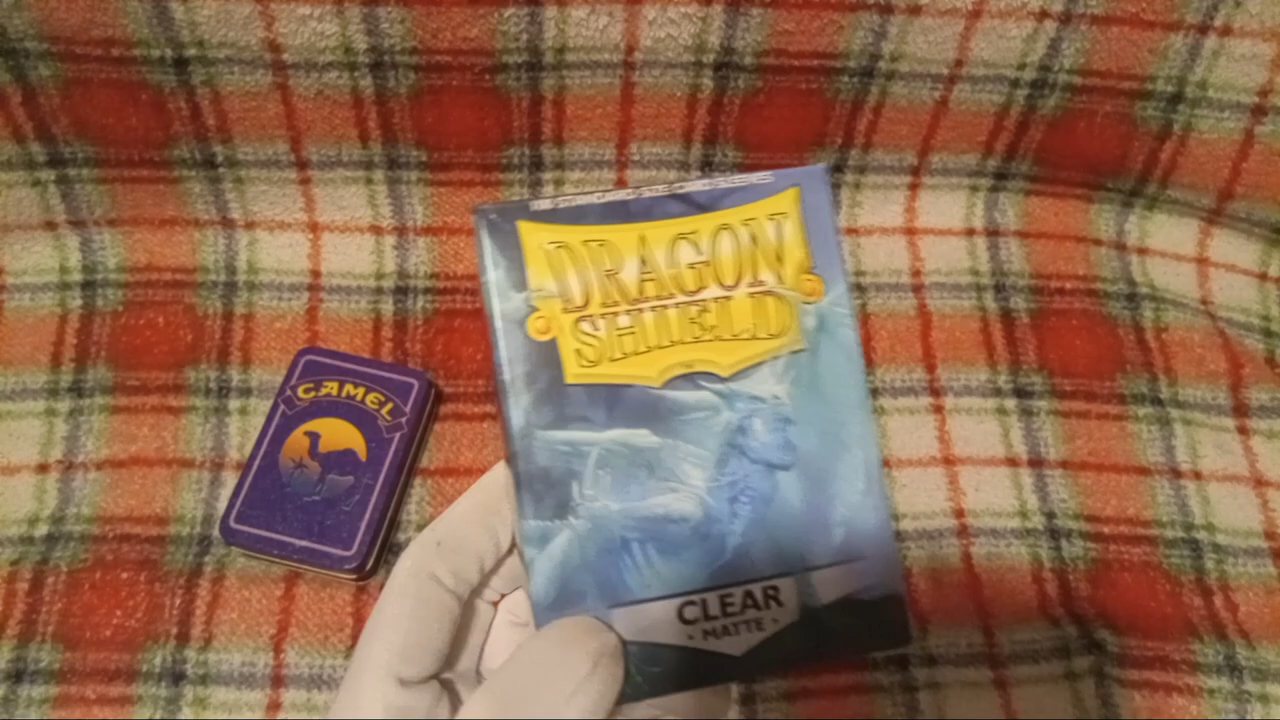 CAMEL
DRAGON
SHIELD
CLEAR
• MATTE •